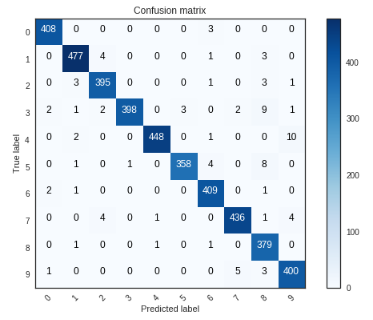 Confusion matrix
0 408 0 0 0 0 0 3 0 0 0
1 0 477 4 0 0 0 1 0 3 0
2 0 3 395 0 0 0 0 1 3 1
3 2 1 2 398 0 3 0 2 9 1
4 0 2 0 0 448 0 1 0 0 10
5 0 1 0 1 0 358 4 0 8 0
6 2 1 0 0 0 0 409 0 1 0
7 0 0 4 0 1 0 0 436 1 4
8 0 1 0 0 1 0 1 0 379 0
9 1 0 0 0 0 0 0 5 3 400
0 1 2 3 4 5 6 7 8 9
True label
Predicted label
400
300
200
100
0